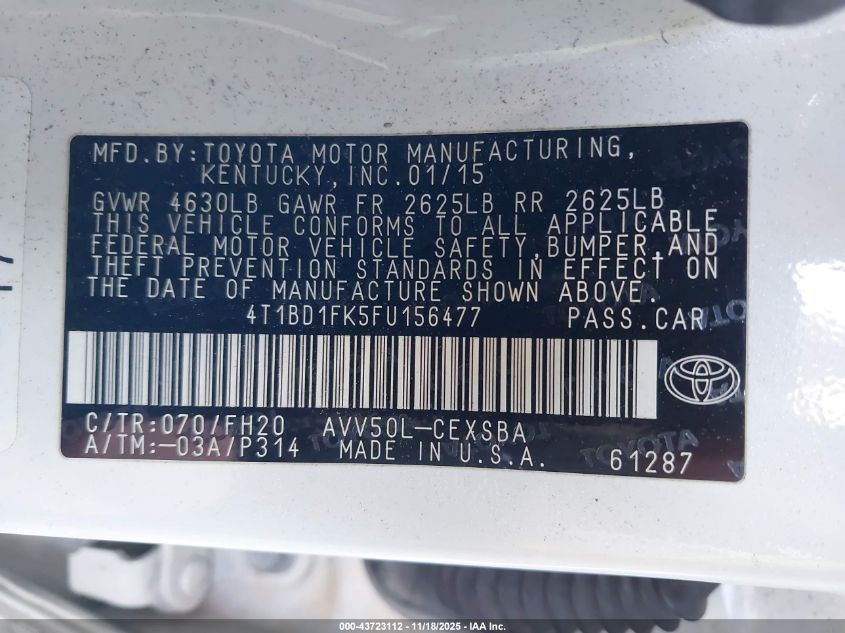 MFD.BY:TOYOTA MOTOR MANUFACTURING,
KENTUCKY,INC.01/15
GVWR 4630LB GAWR FR 2625LB RR 2625LB
THIS VEHICLE CONFORMS TO ALL APPLICABLE
FEDERAL MOTOR VEHICLE SAFETY,BUMPER,AND
THEFT PREVENTION STANDARDS IN EFFECT ON
THE DATE OF MANUFACTURE SHOWN ABOVE.
4T1BD1FK5FU156477 PASS.CAR
C/TR:070/FH20 AVV50L-CEXSBA
A/TM:-03A/P314 MADE IN U.S.A. 61287
000-43723112 - 11/18/2025 - IAA Inc.